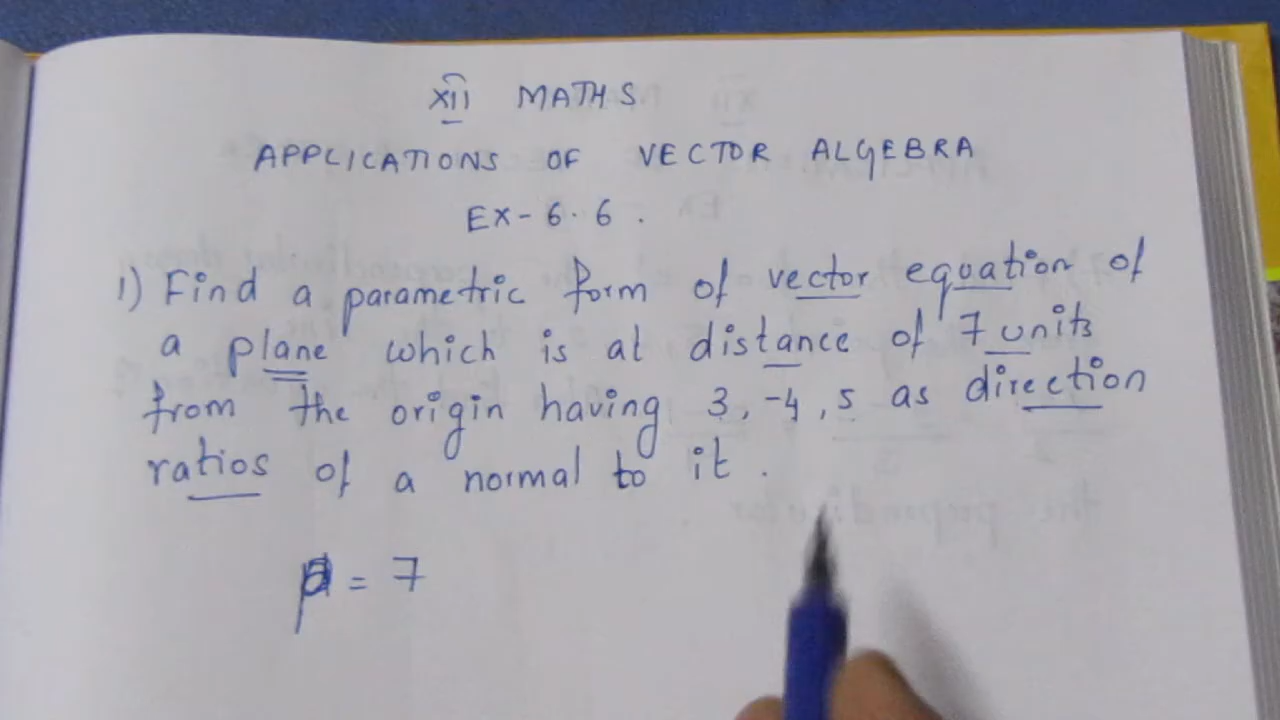 XII MATHS
APPLICATIONS OF VECTOR ALGEBRA
EX-6.6.
1) Find a parametric form of vector equation of
a plane which is at distance of 7 units
from the origin having 3, -4, 5 as direction
ratios of a normal to it.
p = 7